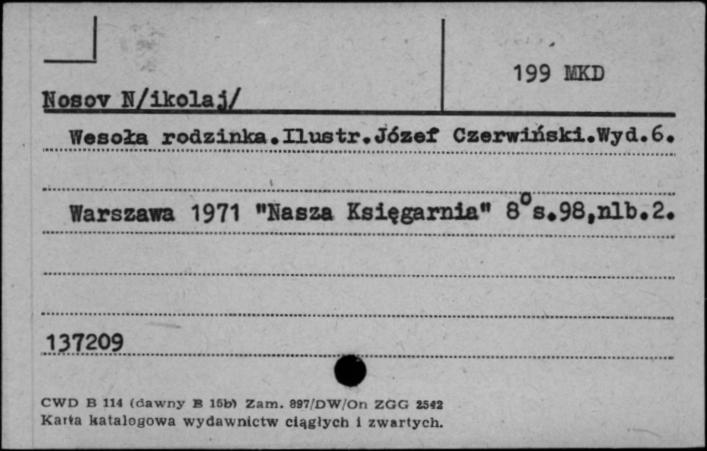 199 MKD
Nosov N/ikolaj/
Wesoła rodzinka.Ilustr.Józef Czerwiński.Wyd.6.
Warszawa 1971 "Nasza Księgarnia" 8⁰s.98,nlb.2.
137209
CWD B 114 (dawny B 15b) Zam. 897/DW/On ZGG 2542
Karta katalogowa wydawnictw ciągłych i zwartych.